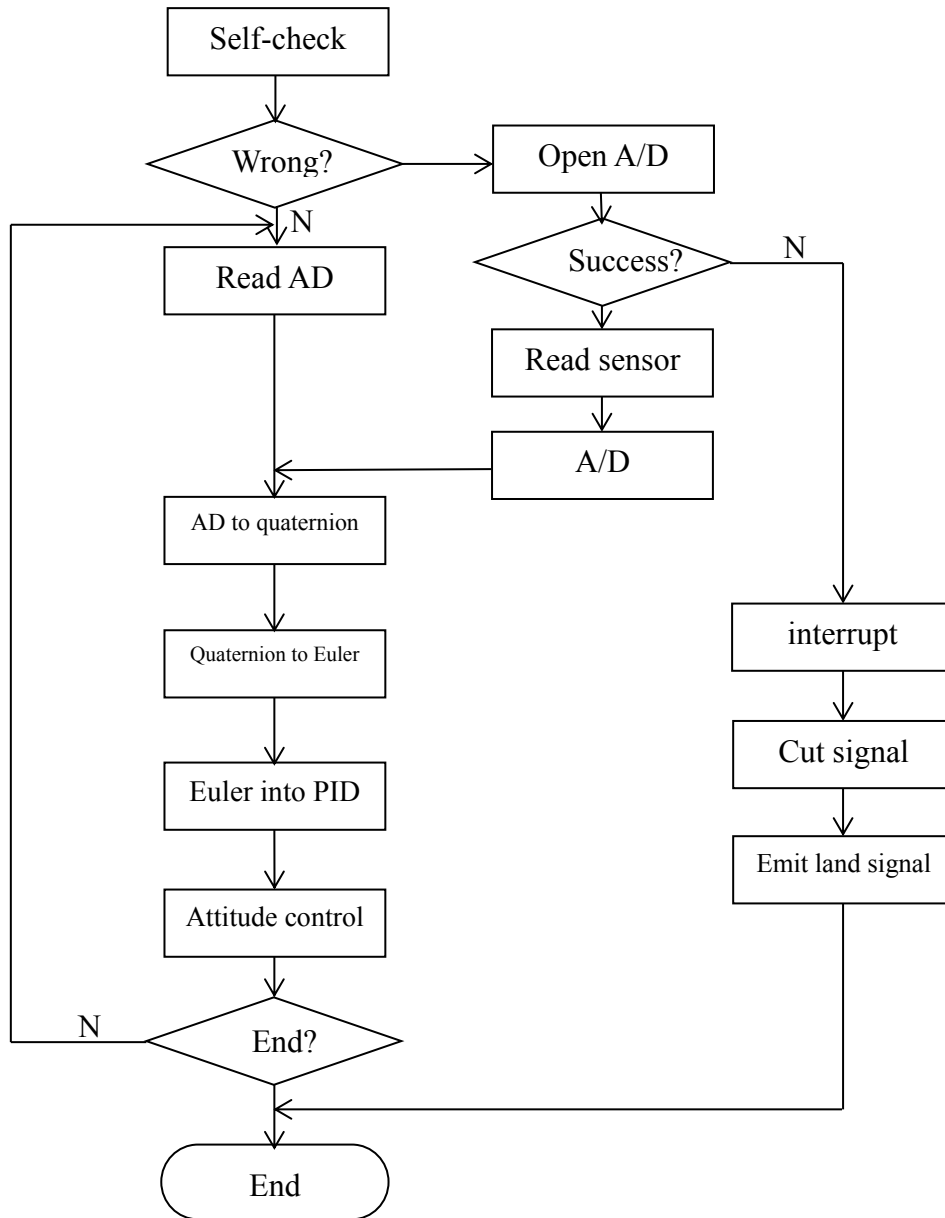 Self-check
Wrong?
Open A/D
N
Success?
N
Read AD
Read sensor
A/D
AD to quaternion
Quaternion to Euler
interrupt
Cut signal
Euler into PID
Emit land signal
Attitude control
N
End?
End